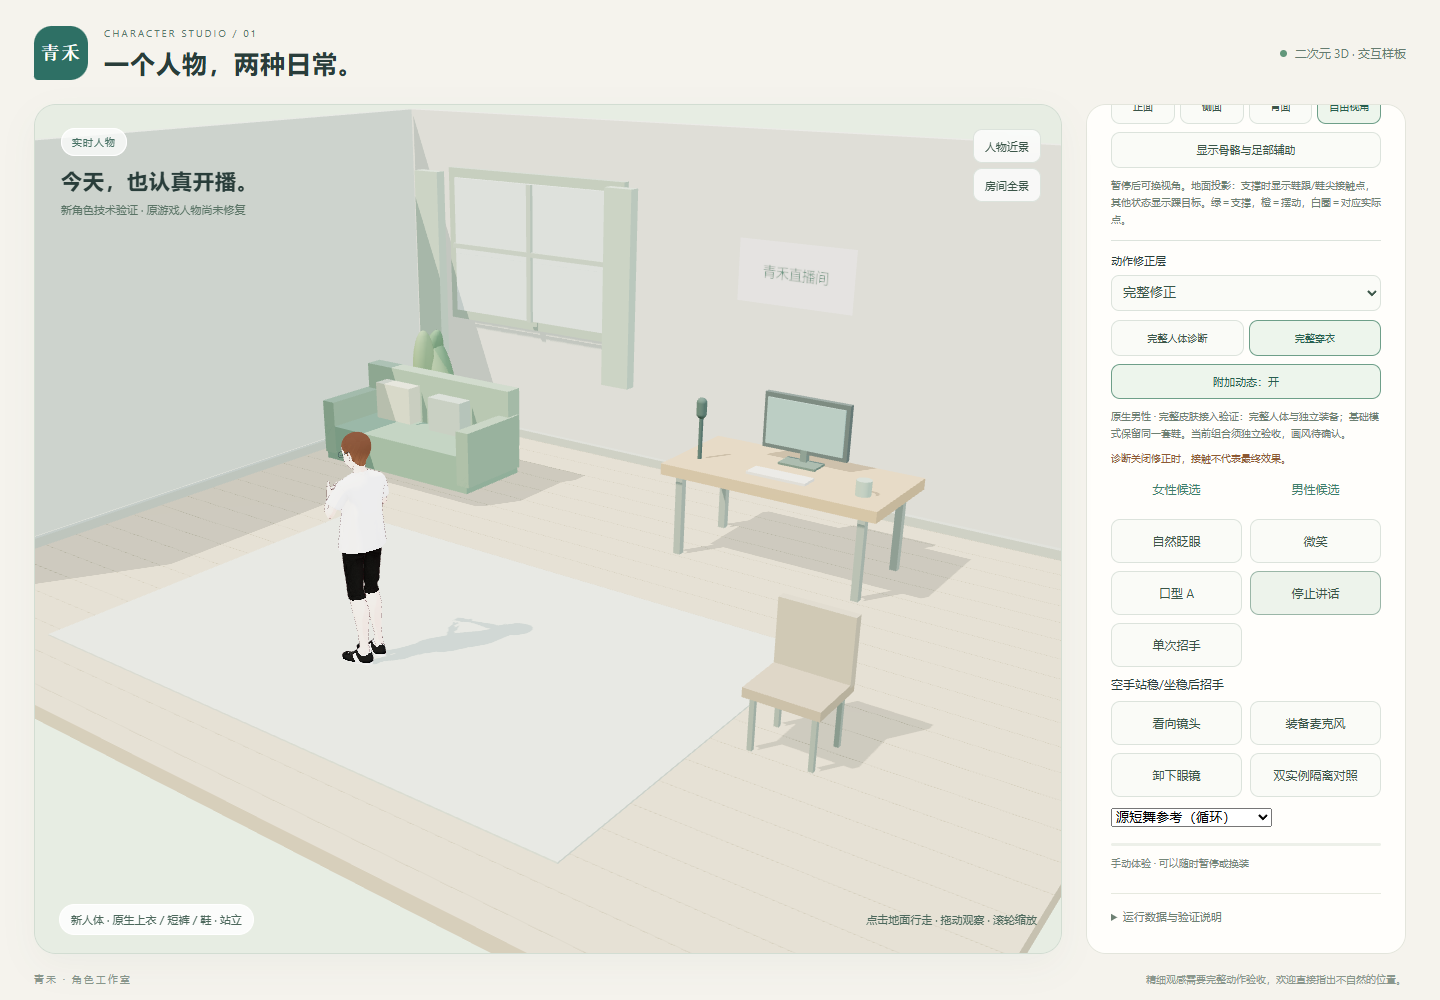 青禾
CHARACTER STUDIO / 01
一个人物，两种日常。
二次元 3D · 交互样板
实时人物
今天，也认真开播。
新角色技术验证 · 原游戏人物尚未修复
人物近景
房间全景
青禾直播间
新人体 · 原生上衣 / 短裤 / 鞋 · 站立
点击地面行走 · 拖动观察 · 滚轮缩放
正面
侧面
背面
自由视角
显示骨骼与足部辅助
暂停后可换视角。地面投影：支撑时显示鞋跟/鞋尖接触点，
其他状态显示踝目标。绿＝支撑，橙＝摆动，白圈＝对应实际
点。
动作修正层
完整修正
完整人体诊断
完整穿衣
附加动态：开
原生男性 · 完整皮肤接入验证：完整人体与独立装备；基础模
式保留同一套鞋。当前组合须独立验收，面风待确认。
诊断关闭修正时，接触不代表最终效果。
女性候选
男性候选
自然眨眼
微笑
口型 A
停止讲话
单次招手
空手站稳/坐稳后招手
看向镜头
装备麦克风
卸下眼镜
双实例隔离对照
源短舞参考（循环）
手动体验 · 可以随时暂停或换装
运行数据与验证说明
青禾 · 角色工作室
精细观感需要完整动作验收，欢迎直接指出不自然的位置。